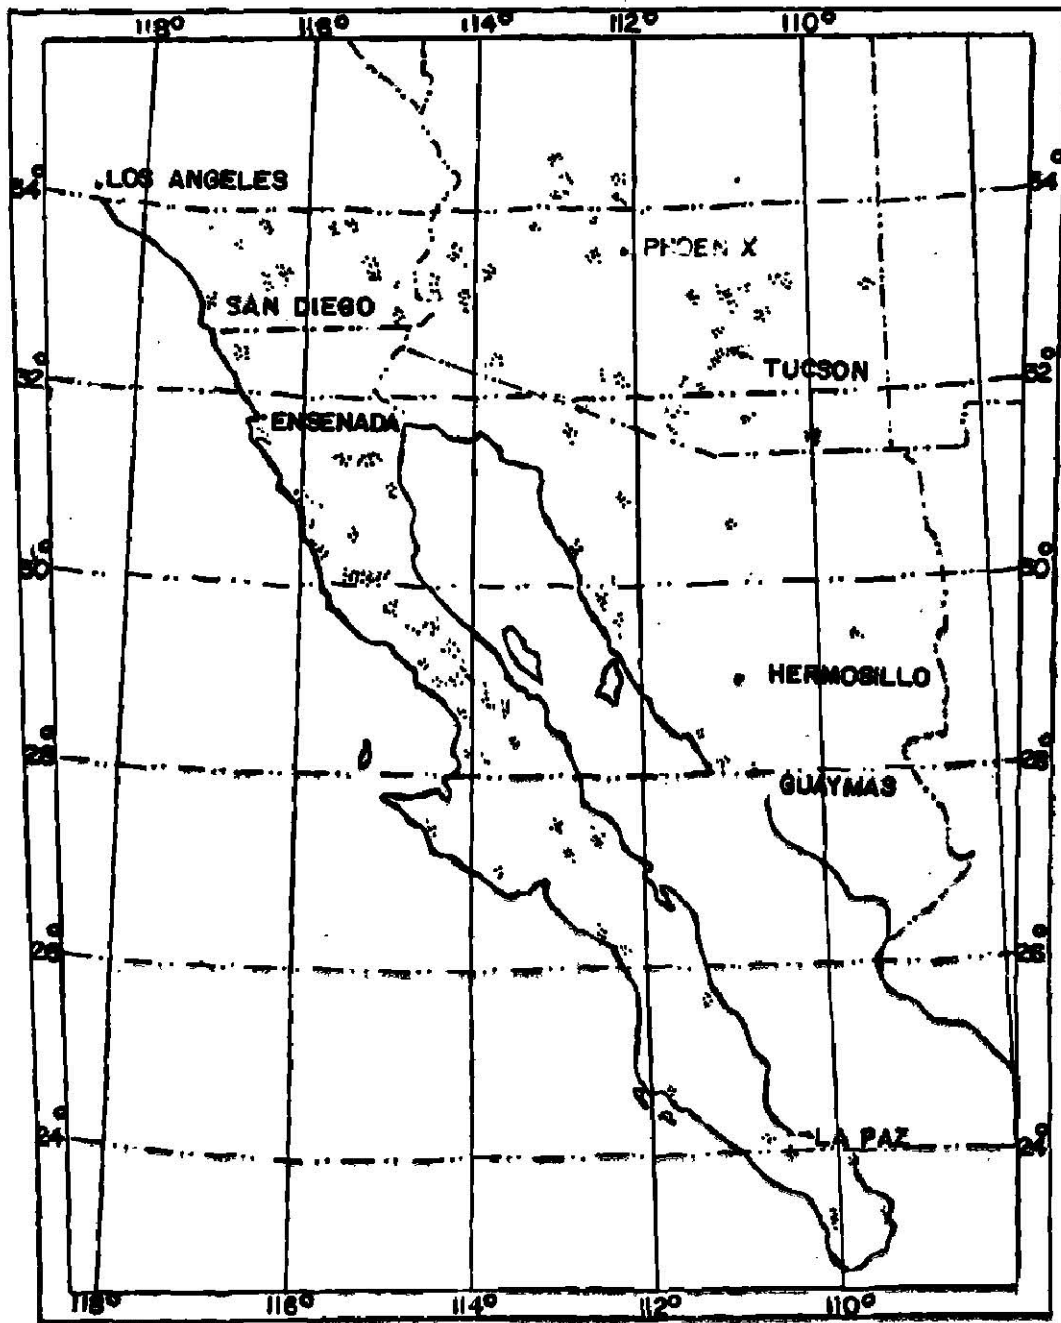 118° 116° 114° 112° 110°
34° LOS ANGELES 34°
PHOEN X
SAN DIEGO
32° TUCSON 32°
ENSENADA
30° 30°
HERMOSILLO
28° 28°
GUAYMAS
26° 26°
24° LA PAZ 24°
118° 116° 114° 112° 110°